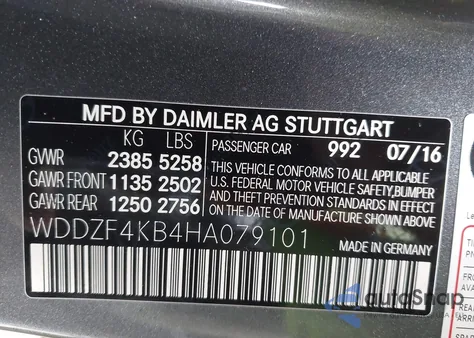 MFD BY DAIMLER AG STUTTGART
KG LBS PASSENGER CAR 992 07/16
GVWR 2385 5258
GAWR FRONT 1135 2502
GAWR REAR 1250 2756
THIS VEHICLE CONFORMS TO ALL APPLICABLE
U.S. FEDERAL MOTOR VEHICLE SAFETY, BUMPER
AND THEFT PREVENTION STANDARDS IN EFFECT
ON THE DATE OF MANUFACTURE SHOWN ABOVE.
WDDZF4KB4HA079101
MADE IN GERMANY
autoSnap